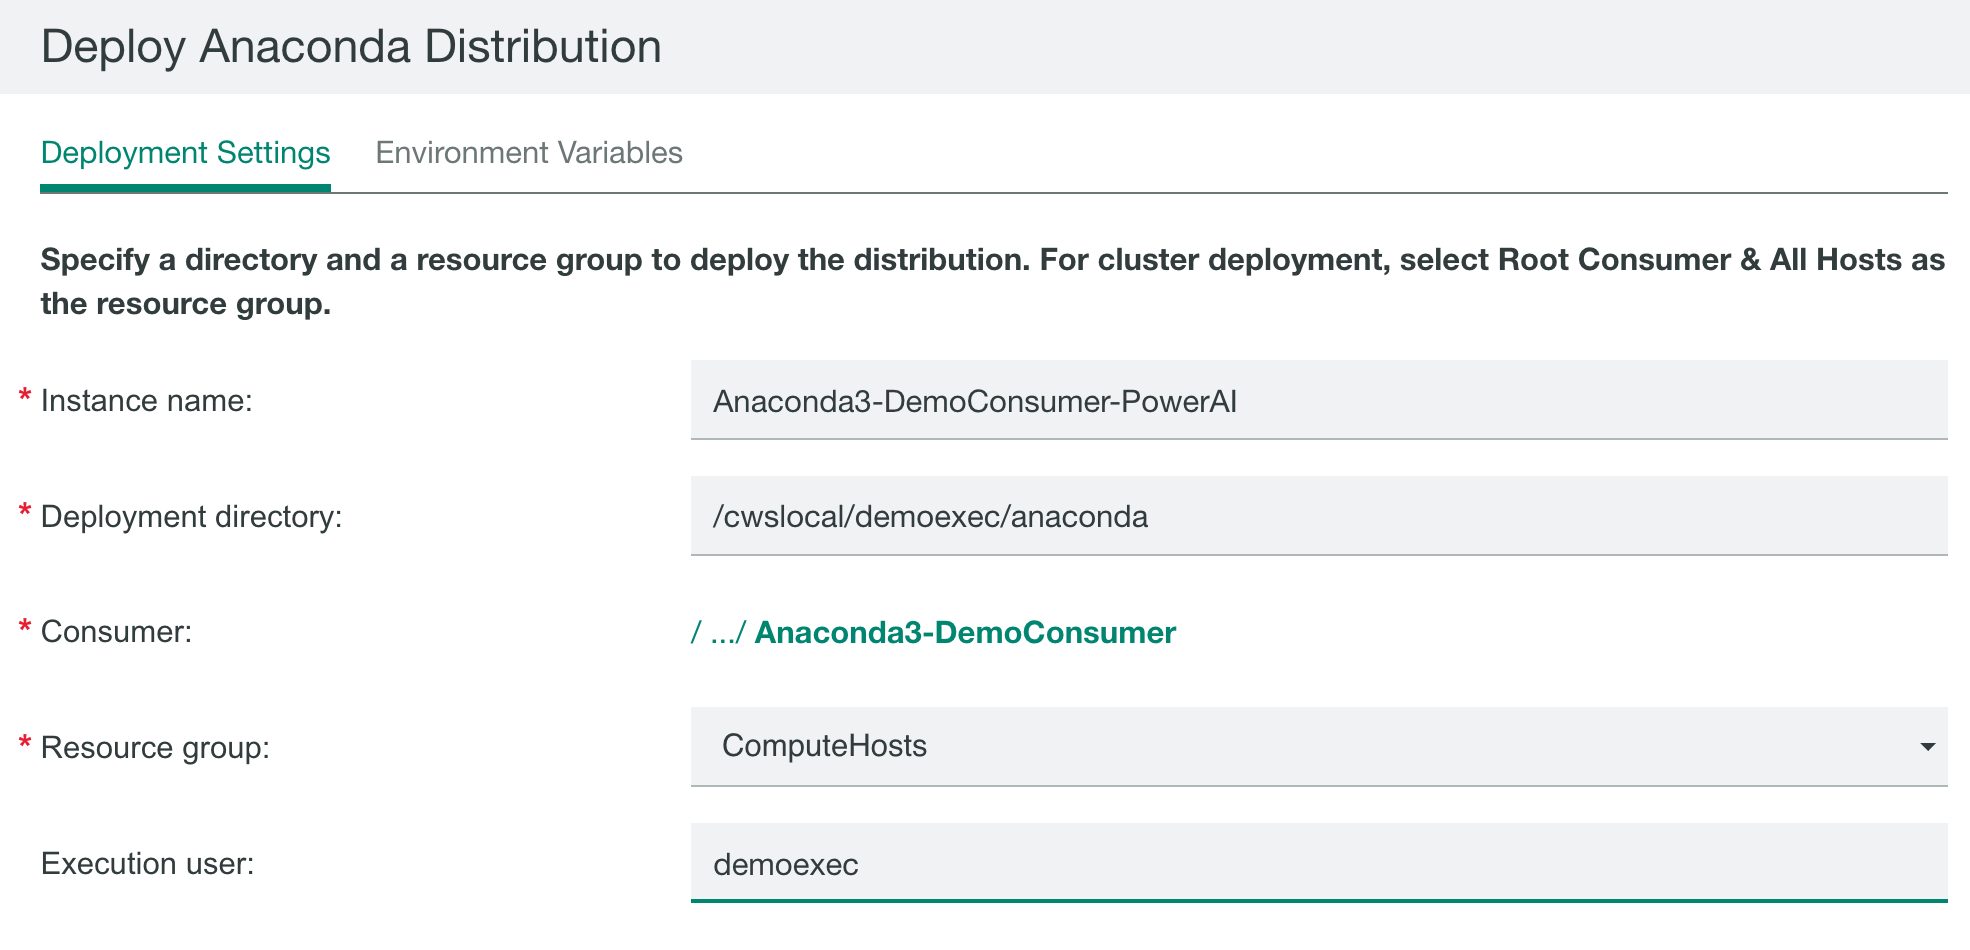 Deploy Anaconda Distribution
Deployment Settings Environment Variables
Specify a directory and a resource group to deploy the distribution. For cluster deployment, select Root Consumer & All Hosts as
the resource group.
* Instance name: Anaconda3-DemoConsumer-PowerAI
* Deployment directory: /cwslocal/demoexec/anaconda
* Consumer: / .../ Anaconda3-DemoConsumer
* Resource group: ComputeHosts
Execution user: demoexec